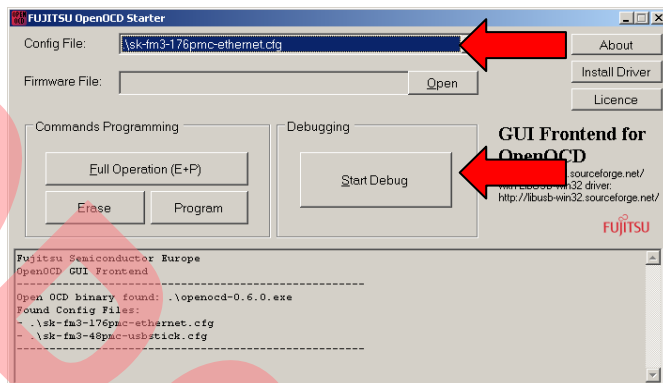 FUJITSU OpenOCD Starter
Config File:
.\sk-fm3-176pmc-ethernet.cfg
About
Install Driver
Firmware File:
Open
Licence
Commands Programming
Debugging
GUI Frontend for
OpenOCD
Full Operation (E+P)
Start Debug
sourceforge.net/
win32 driver:
http://libusb-win32.sourceforge.net/
Erase
Program
FUJITSU
Fujitsu Semiconductor Europe
OpenOCD GUI Frontend
Open OCD binary found: .\openocd-0.6.0.exe
Found Config Files:
- .\sk-fm3-176pmc-ethernet.cfg
- .\sk-fm3-48pmc-usbstick.cfg